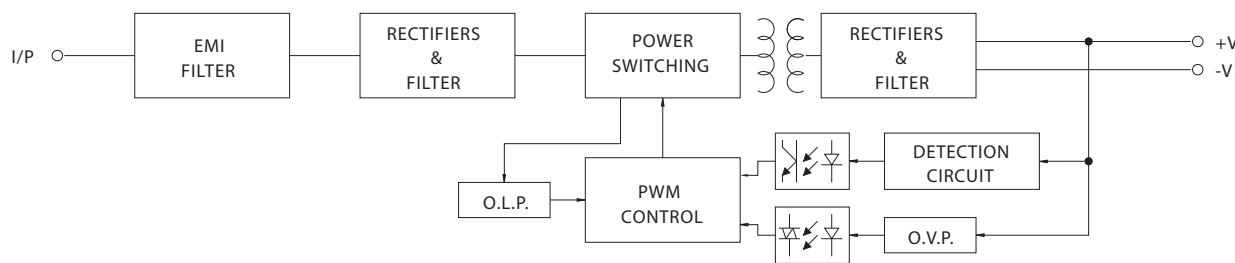 I/P
EMI
FILTER
RECTIFIERS
&
FILTER
POWER
SWITCHING
RECTIFIERS
&
FILTER
+V
-V
O.L.P.
PWM
CONTROL
DETECTION
CIRCUIT
O.V.P.